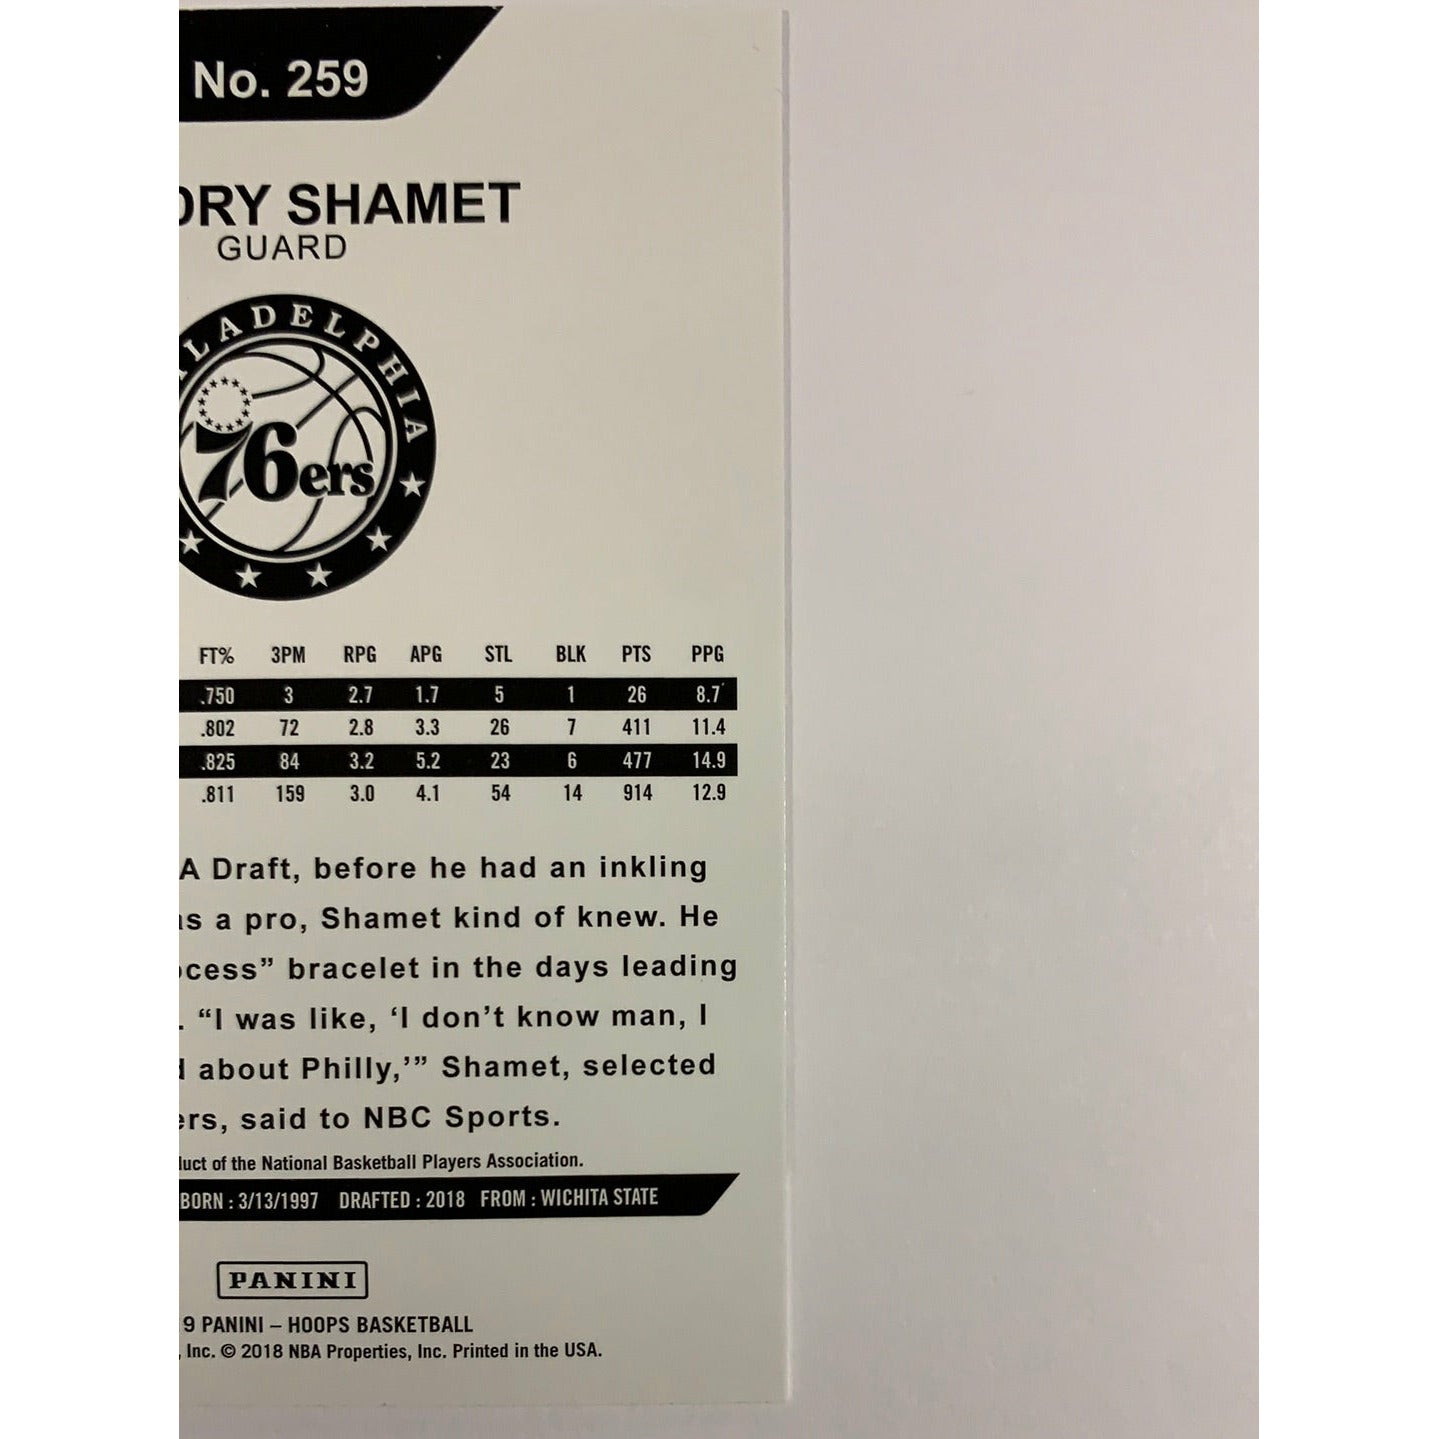 No. 259
SHAMET
GUARD
PHILADELPHIA
76ers
FT% 3PM RPG APG STL BLK PTS PPG
.750 3 2.7 1.7 5 1 26 8.7
.802 72 2.8 3.3 26 7 411 11.4
.825 84 3.2 5.2 23 6 477 14.9
.811 159 3.0 4.1 54 14 914 12.9
A Draft, before he had an inkling
as a pro, Shamet kind of knew. He
ocess” bracelet in the days leading
. “I was like, ‘I don’t know man, I
about Philly,’” Shamet, selected
ers, said to NBC Sports.
uct of the National Basketball Players Association.
BORN : 3/13/1997 DRAFTED : 2018 FROM : WICHITA STATE
PANINI
9 PANINI – HOOPS BASKETBALL
, Inc. © 2018 NBA Properties, Inc. Printed in the USA.